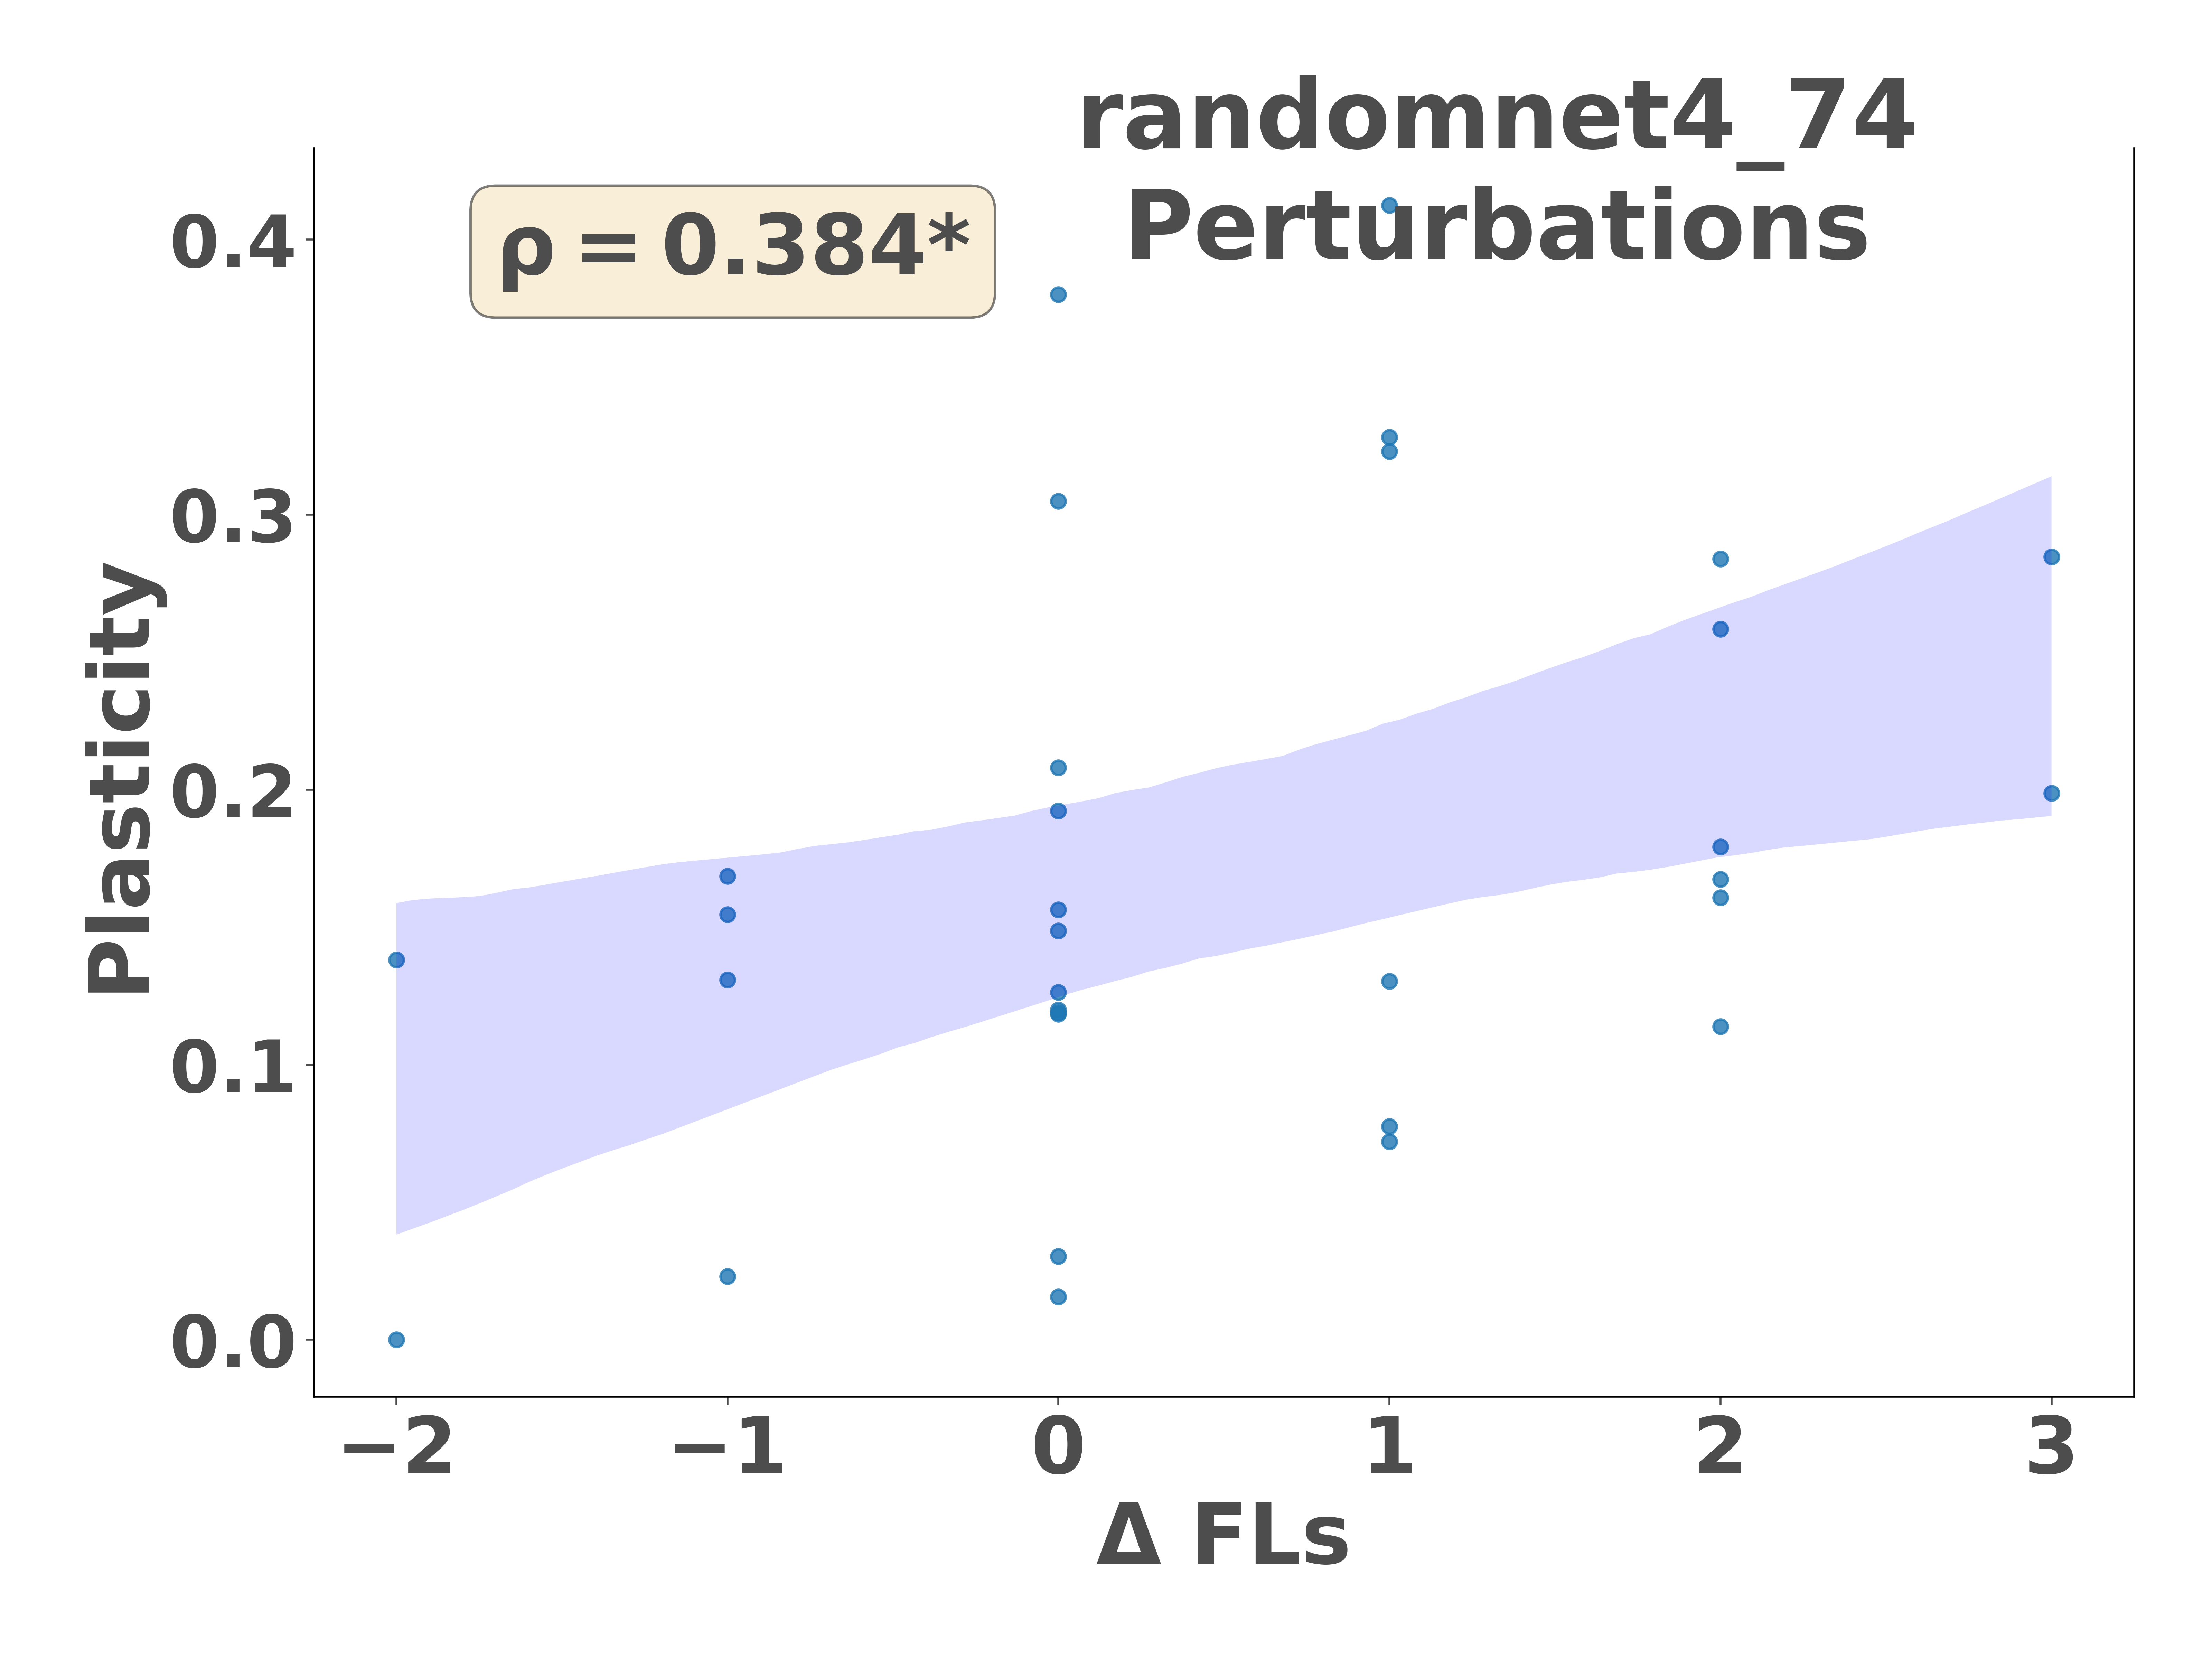 randomnet4_74
Perturbations
ρ = 0.384*
Plasticity
0.4
0.3
0.2
0.1
0.0
−2 −1 0 1 2 3
Δ FLs